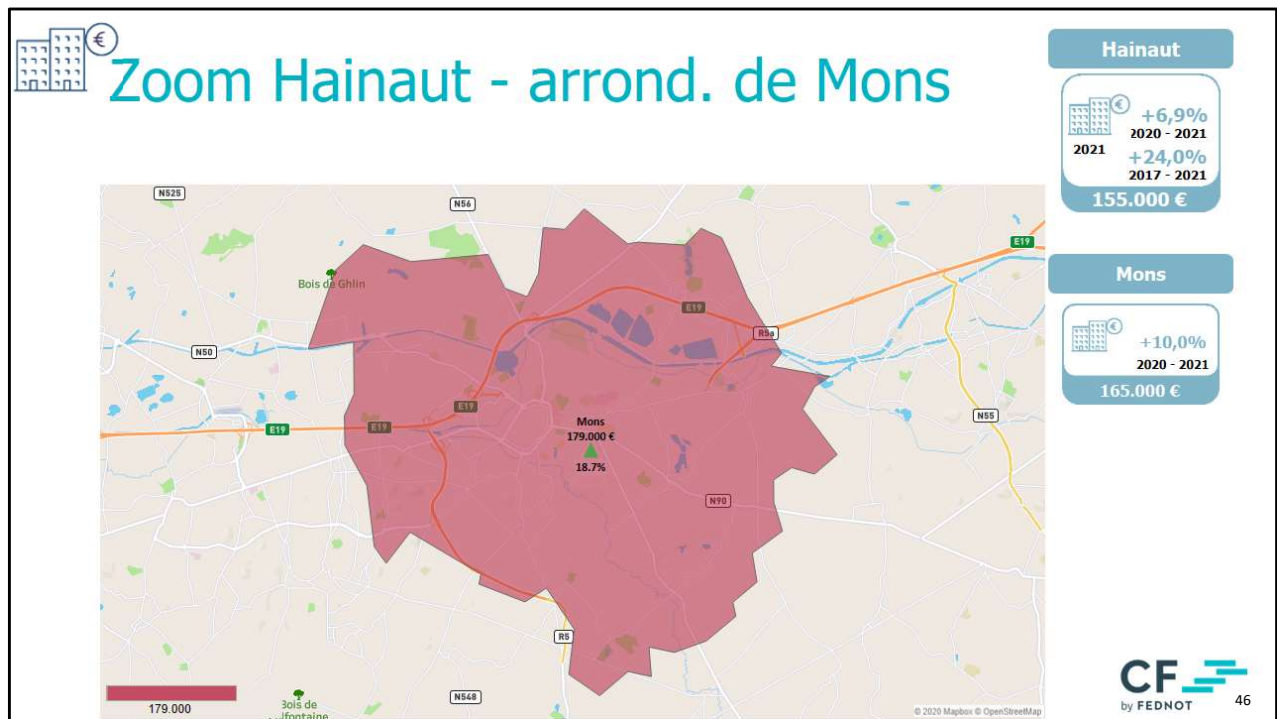 €
Zoom Hainaut - arrond. de Mons
N525
N56
E19
Bois de Ghlin
E19
R5a
N50
E19
E19
E19
N55
Mons
179.000 €
18.7%
N90
R5
N548
179.000
© 2020 Mapbox © OpenStreetMap
Hainaut
€
+6,9%
2020 - 2021
2021
+24,0%
2017 - 2021
155.000 €
Mons
€
+10,0%
2020 - 2021
165.000 €
CF
by FEDNOT
46